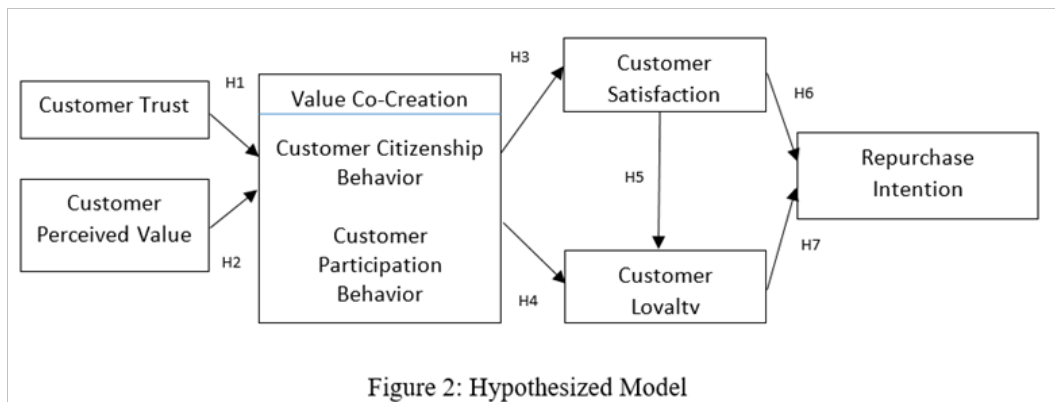 H1
Customer Trust
Customer
Perceived Value
H2
Value Co-Creation
Customer Citizenship
Behavior
Customer
Participation
Behavior
H3
H4
Customer
Satisfaction
H5
Customer
Loyalty
H6
H7
Repurchase
Intention
Figure 2: Hypothesized Model